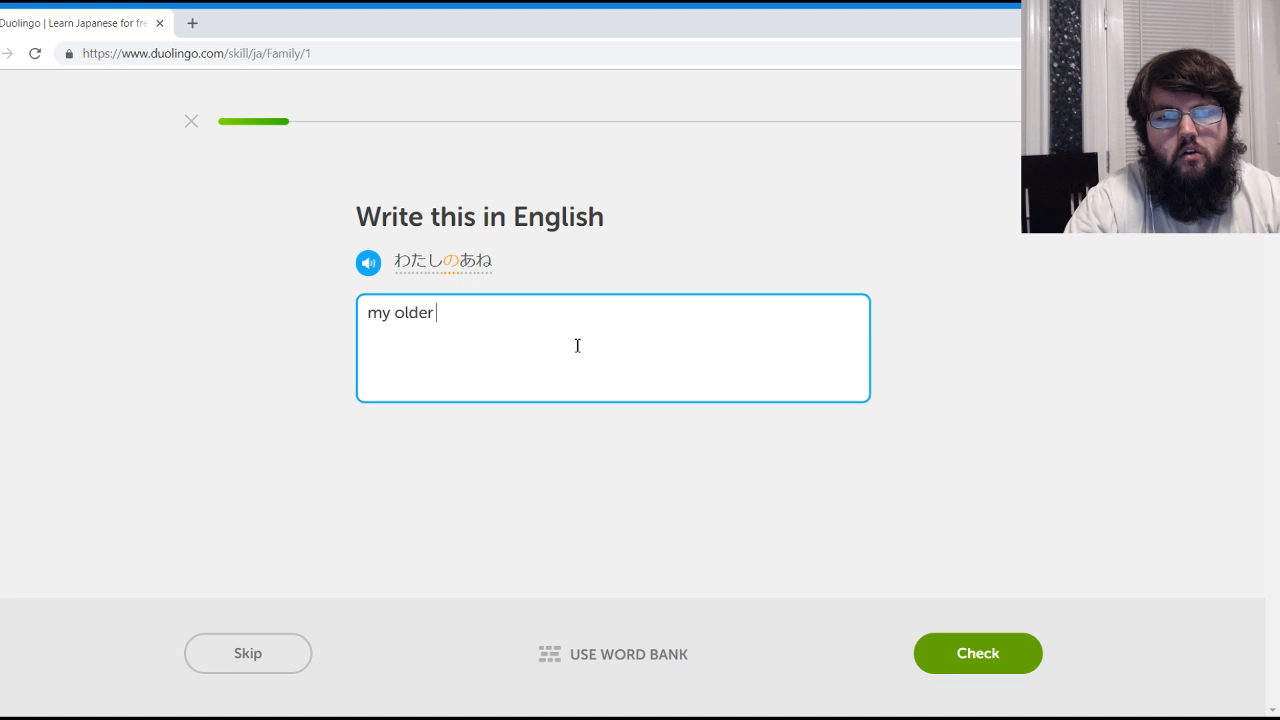 Duolingo | Learn Japanese for fre
https://www.duolingo.com/skill/ja/Family/1
Write this in English
わたしのあね
my older
Skip
USE WORD BANK
Check